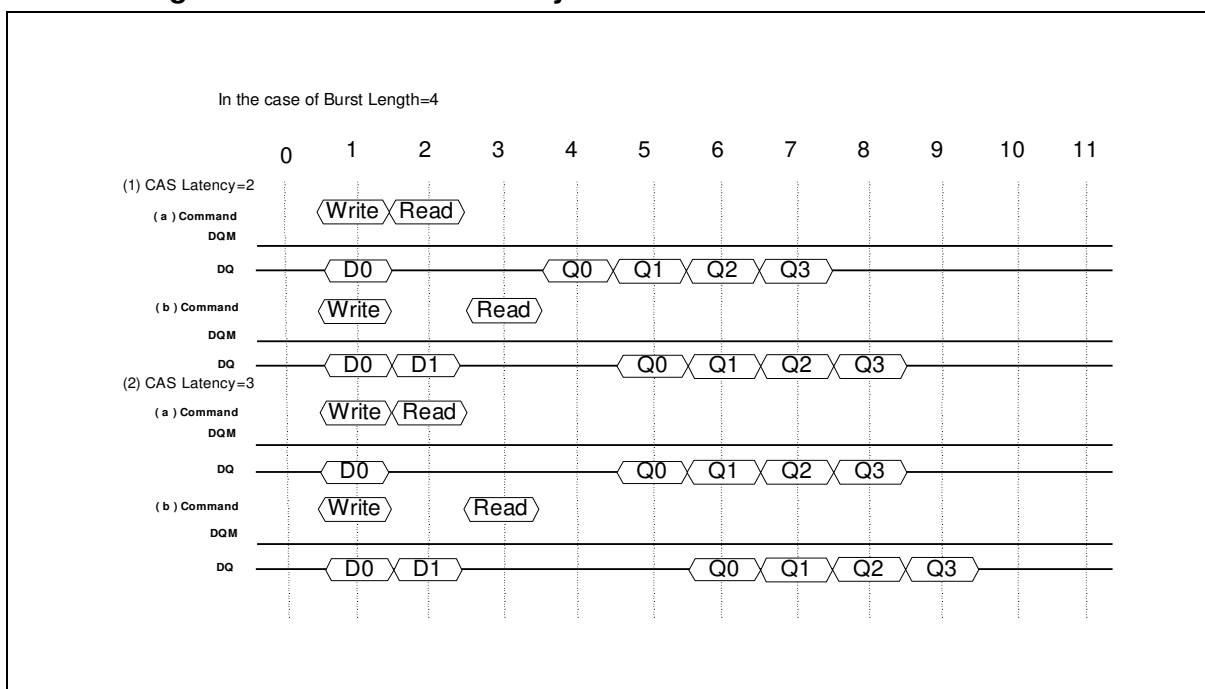 In the case of Burst Length=4
0 1 2 3 4 5 6 7 8 9 10 11
(1) CAS Latency=2
( a ) Command Write Read
DQM
DQ D0 Q0 Q1 Q2 Q3
( b ) Command Write Read
DQM
DQ D0 D1 Q0 Q1 Q2 Q3
(2) CAS Latency=3
( a ) Command Write Read
DQM
DQ D0 Q0 Q1 Q2 Q3
( b ) Command Write Read
DQM
DQ D0 D1 Q0 Q1 Q2 Q3